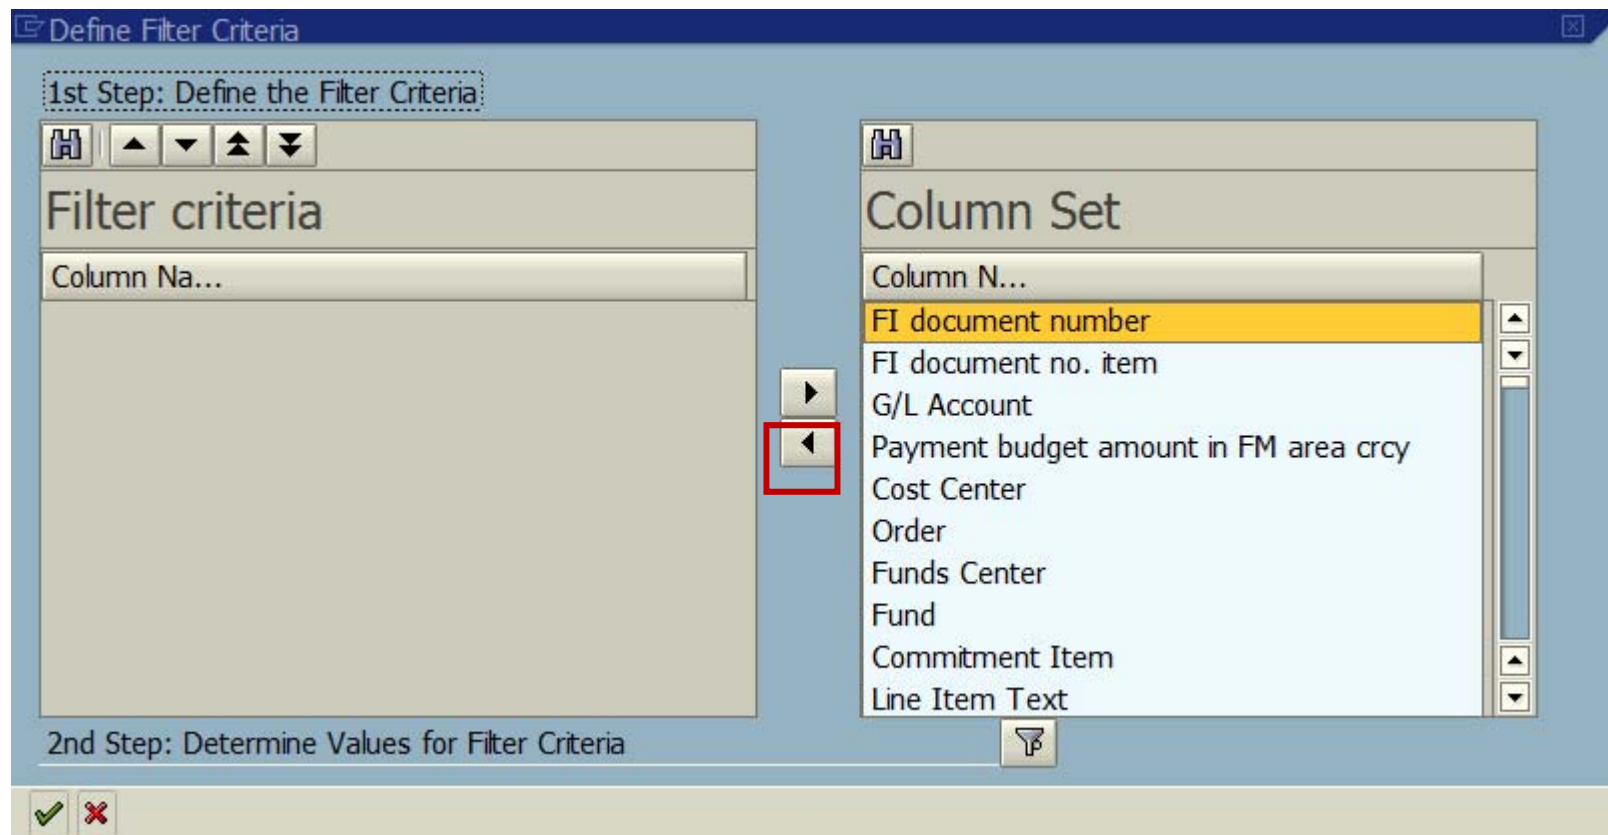 Define Filter Criteria
1st Step: Define the Filter Criteria
Filter criteria
Column Na...
Column Set
Column N...
FI document number
FI document no. item
G/L Account
Payment budget amount in FM area crcy
Cost Center
Order
Funds Center
Fund
Commitment Item
Line Item Text
2nd Step: Determine Values for Filter Criteria